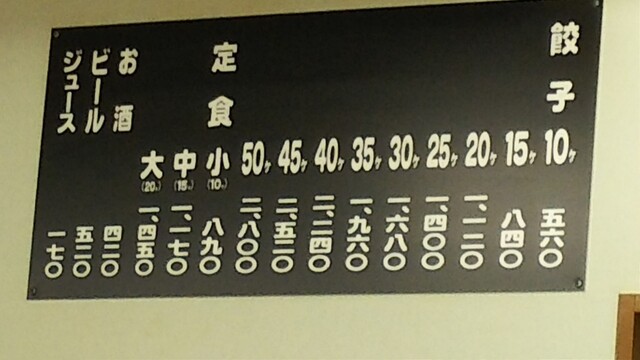 餃子
10ヶ 五六〇
15ヶ 八四〇
20ヶ 一、一二〇
25ヶ 一、四〇〇
30ヶ 一、六八〇
35ヶ 一、九六〇
40ヶ 二、二四〇
45ヶ 二、五二〇
50ヶ 二、八〇〇
定食
小(10ヶ) 八九〇
中(15ヶ) 一、一七〇
大(20ヶ) 一、四五〇
お酒 四二〇
ビール 五二〇
ジュース 一七〇